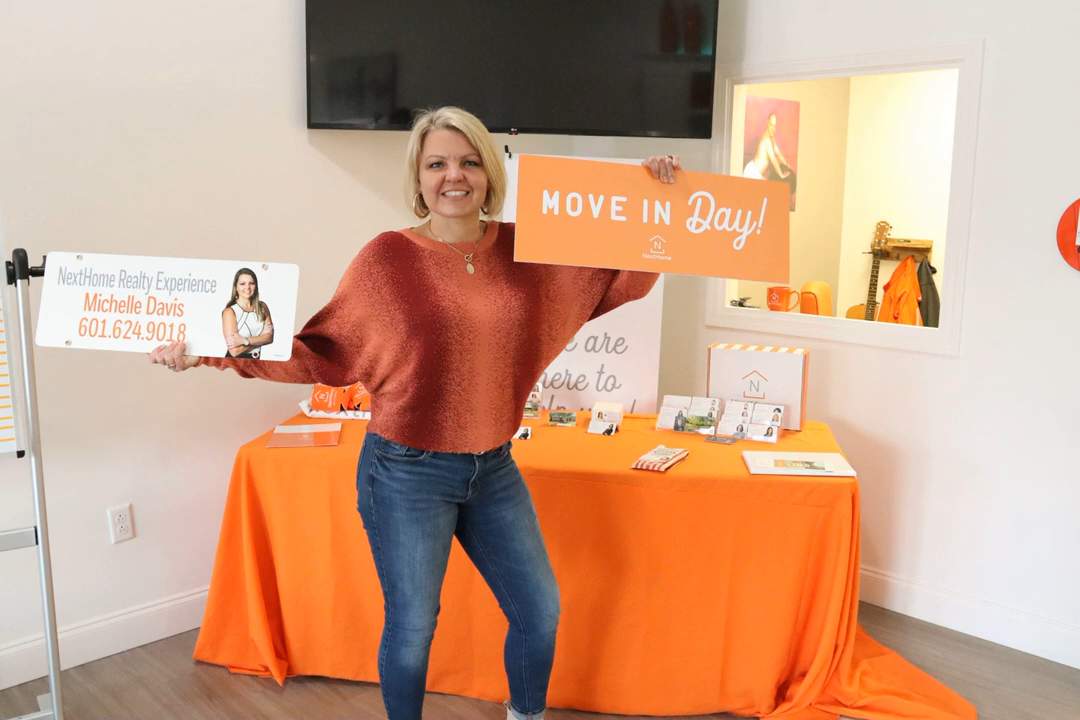 NextHome Realty Experience
Michelle Davis
601.624.9018
MOVE IN Day!
N
NextHome
are
here to
N